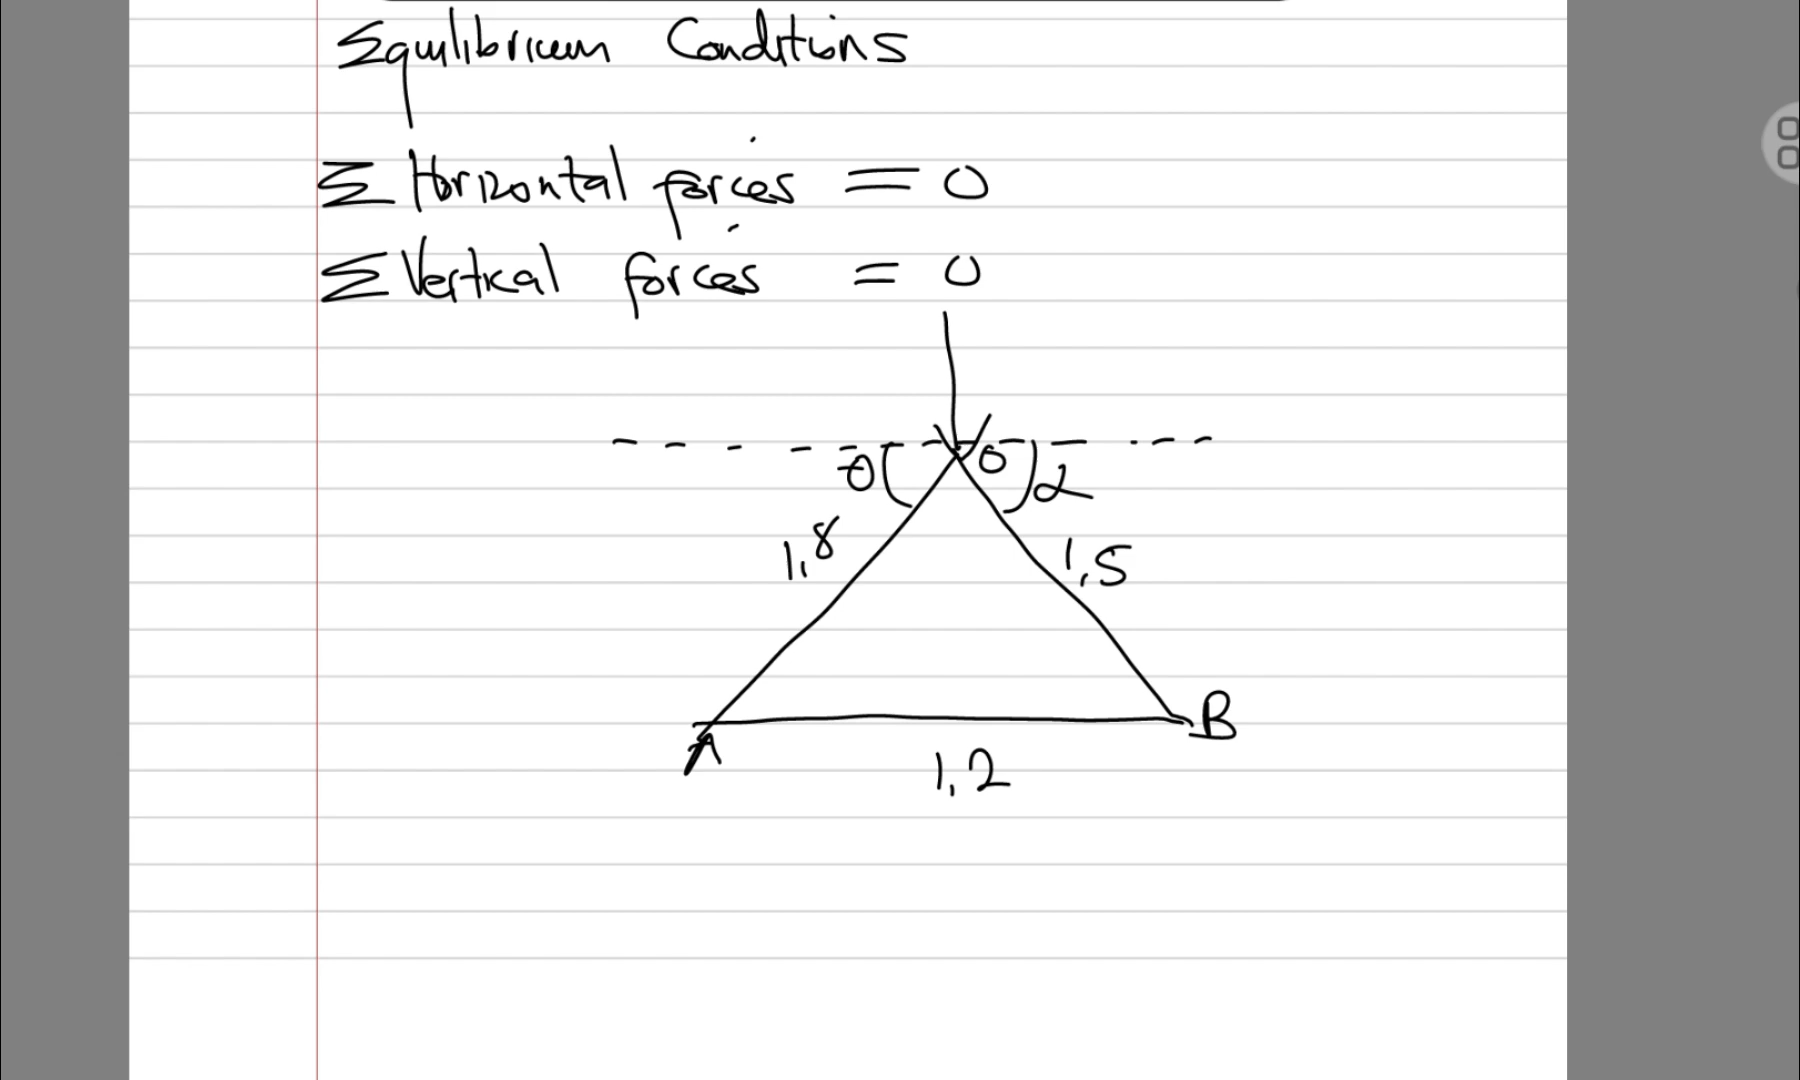 Equilibrium Conditions
Σ Horizontal forces = 0
Σ Vertical forces = 0
θ O α
1,8 1,5
A B
1,2